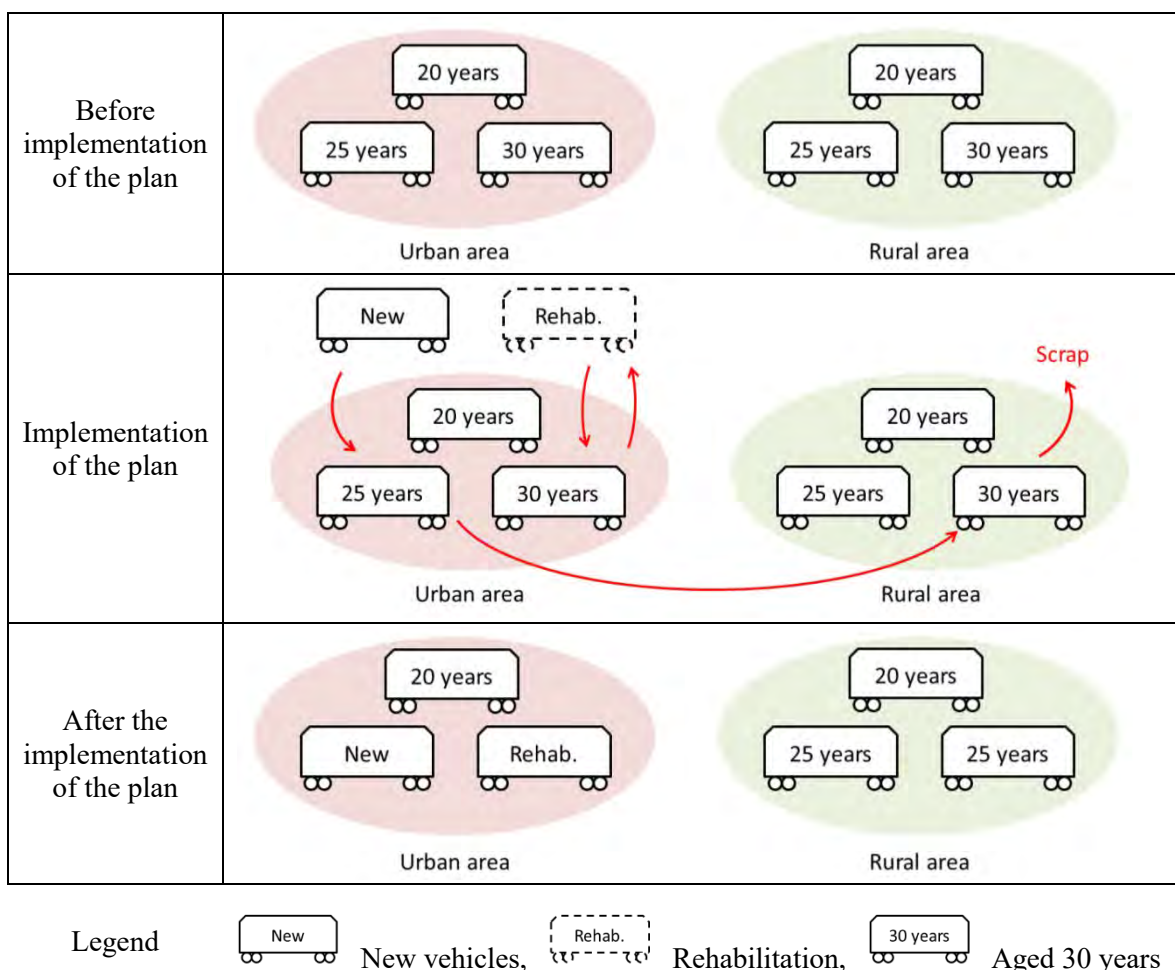 Before
implementation
of the plan
20 years
25 years
30 years
Urban area
20 years
25 years
30 years
Rural area
Implementation
of the plan
New
Rehab.
20 years
25 years
30 years
Urban area
Scrap
20 years
25 years
30 years
Rural area
After the
implementation
of the plan
20 years
New
Rehab.
Urban area
20 years
25 years
25 years
Rural area
Legend
New
New vehicles,
Rehab.
Rehabilitation,
30 years
Aged 30 years